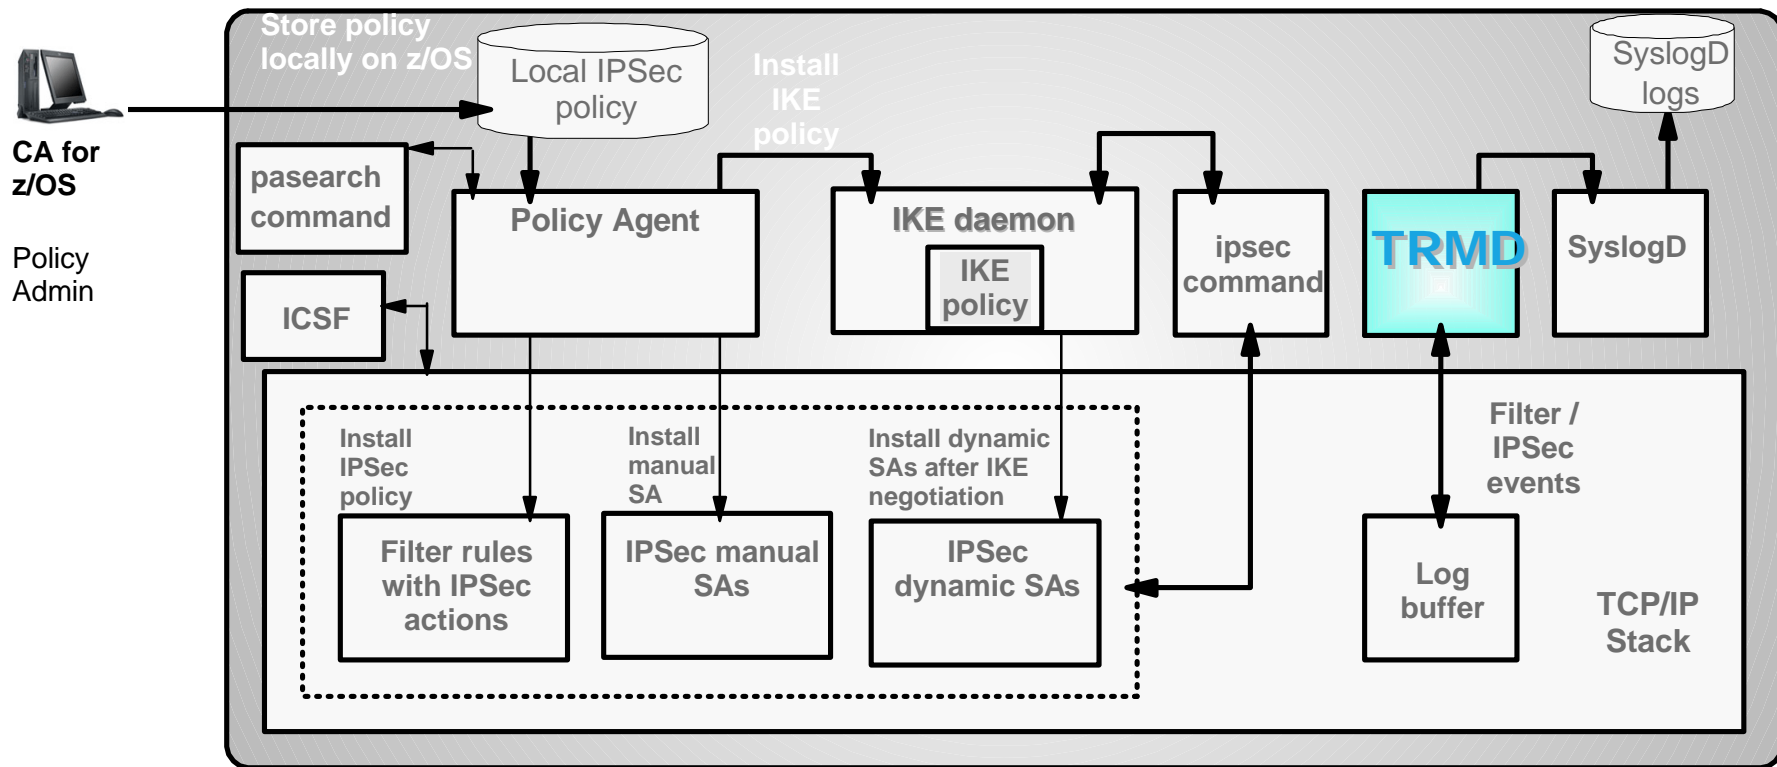 Store policy
locally on z/OS
Local IPSec
policy
Install
IKE
policy
SyslogD
logs
CA for
z/OS
Policy
Admin
pasearch
command
Policy Agent
IKE daemon
IKE
policy
ipsec
command
TRMD
SyslogD
ICSF
Install
IPSec
policy
Install
manual
SA
Install dynamic
SAs after IKE
negotiation
Filter /
IPSec
events
Filter rules
with IPSec
actions
IPSec manual
SAs
IPSec
dynamic SAs
Log
buffer
TCP/IP
Stack